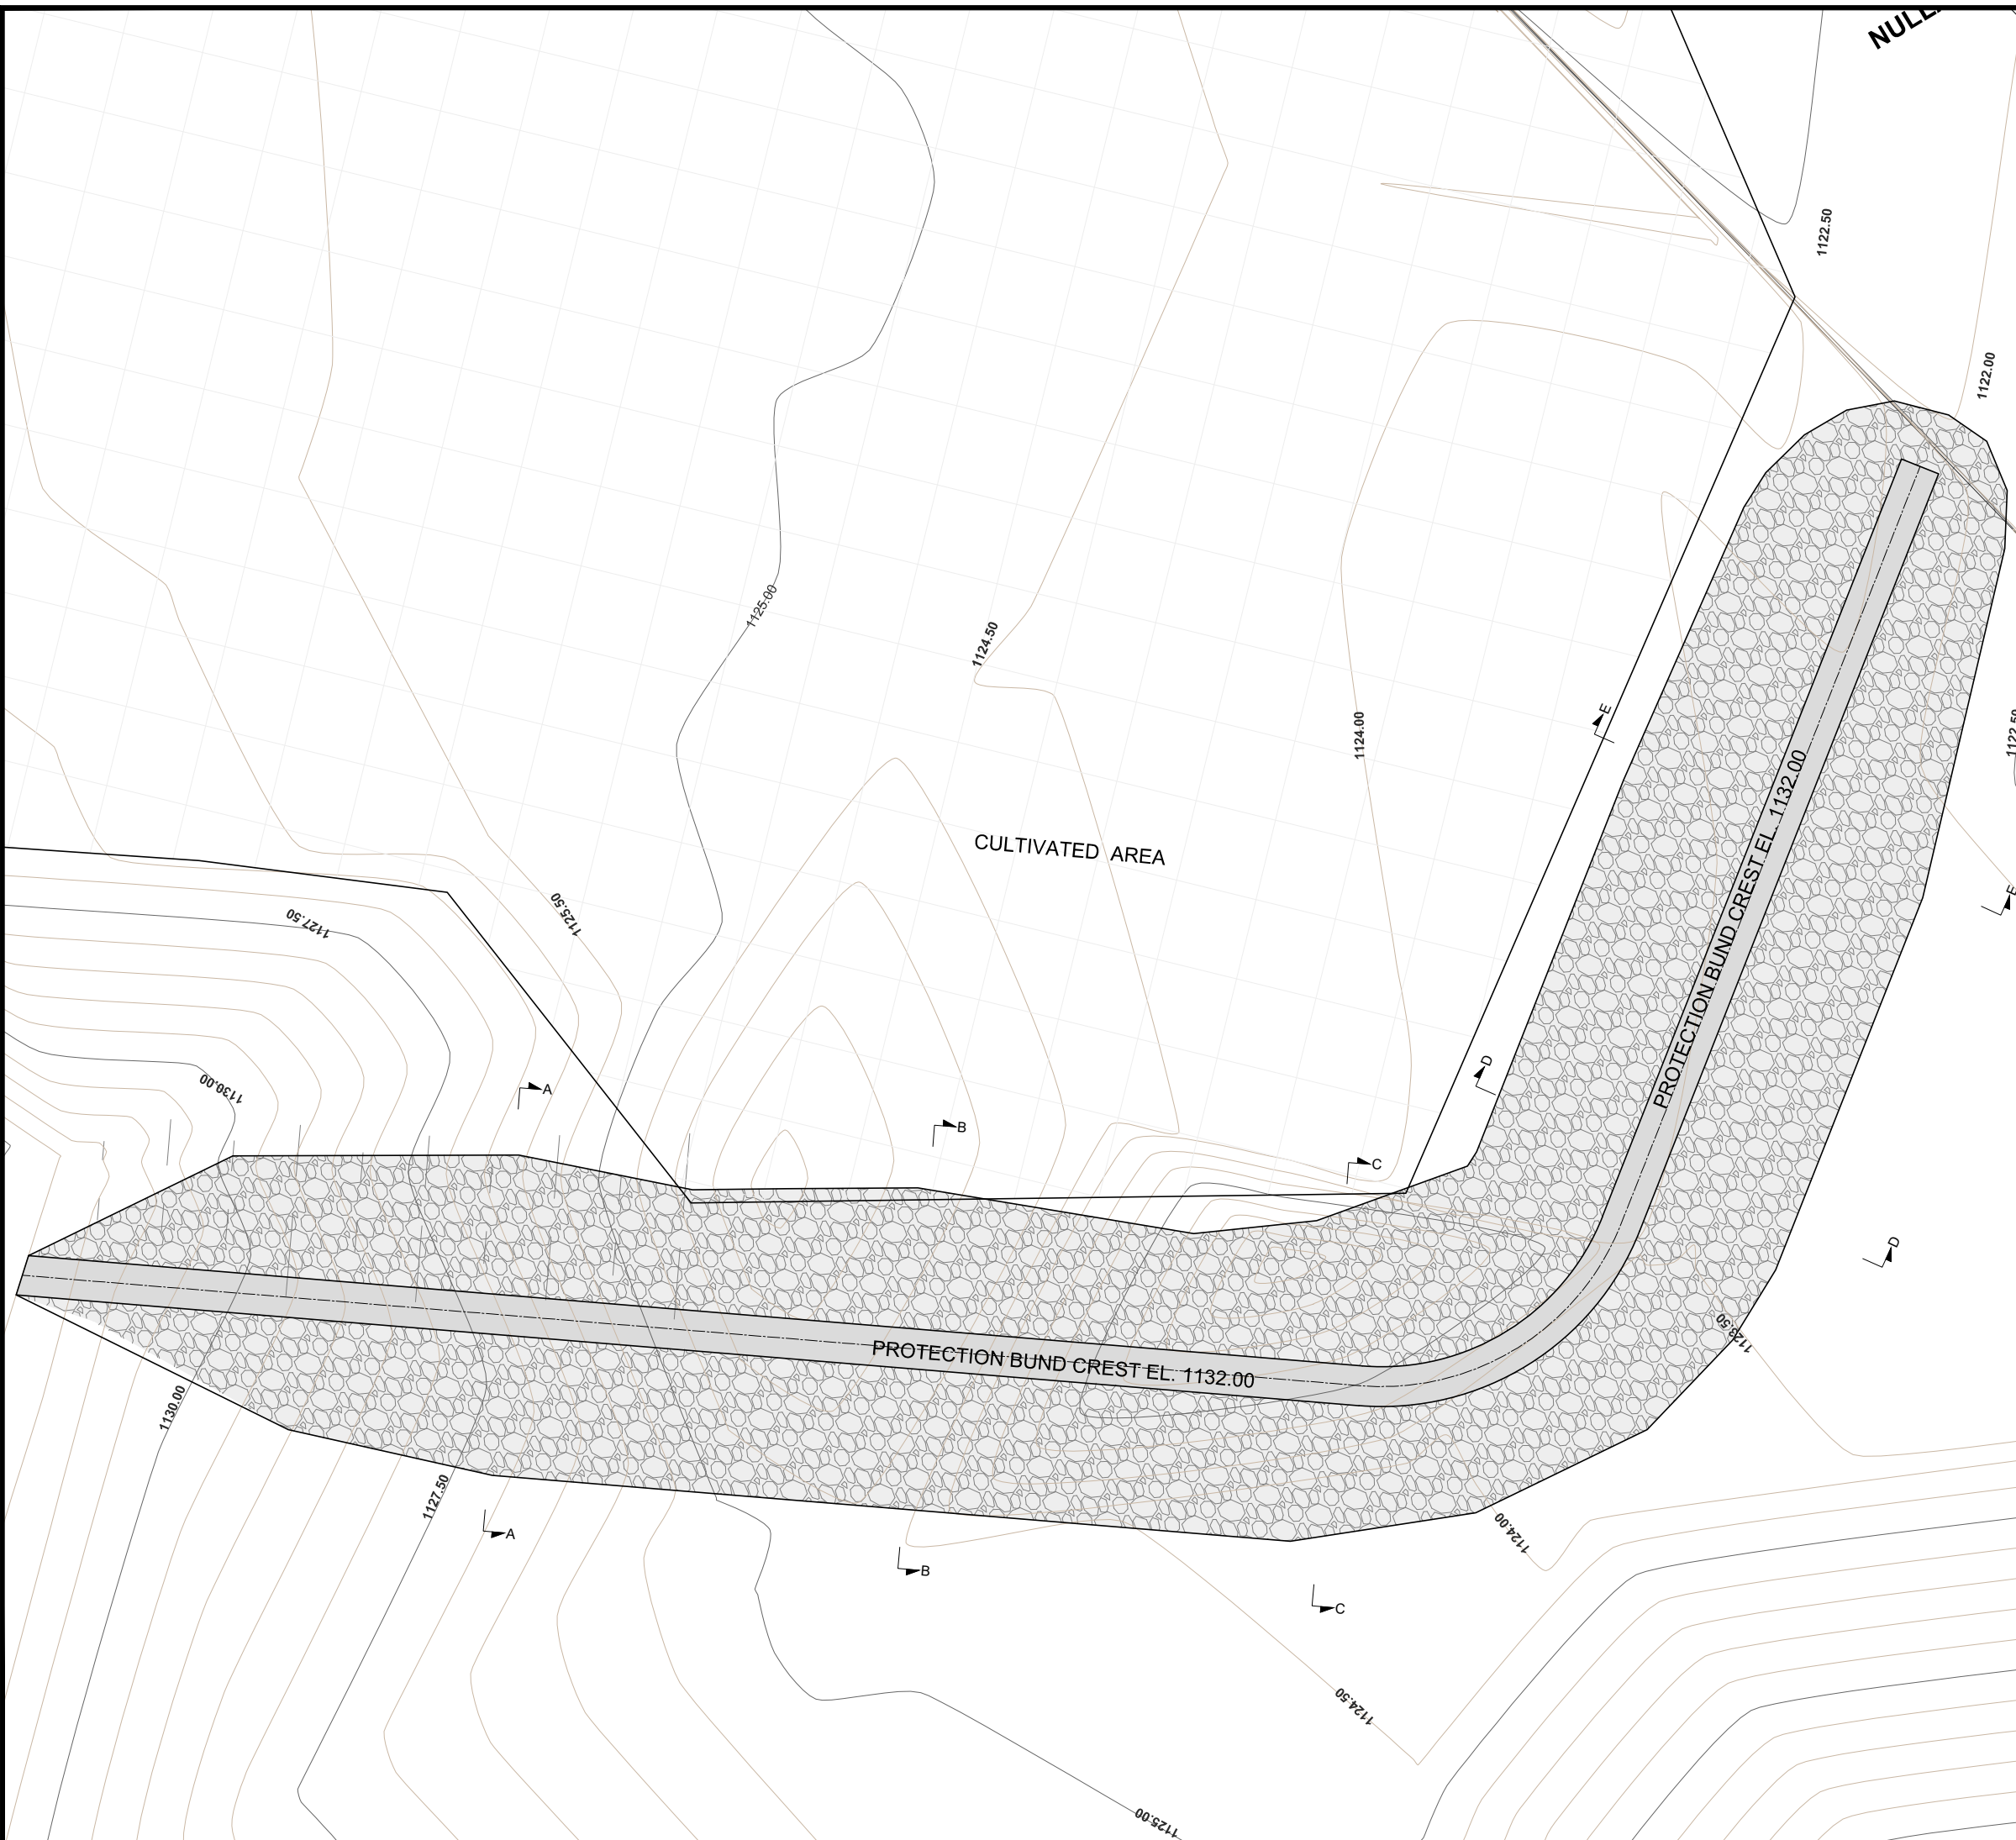 1122.50
1122.00
1125.00
1124.50
E
1124.00
PROTECTION BUND CREST EL. 1132.00
CULTIVATED AREA
1127.50
1125.50
E
1130.00
A
D
B
C
D
1123.50
PROTECTION BUND CREST EL. 1132.00
1130.00
1127.50
A
1124.00
B
C
1124.50
1125.00